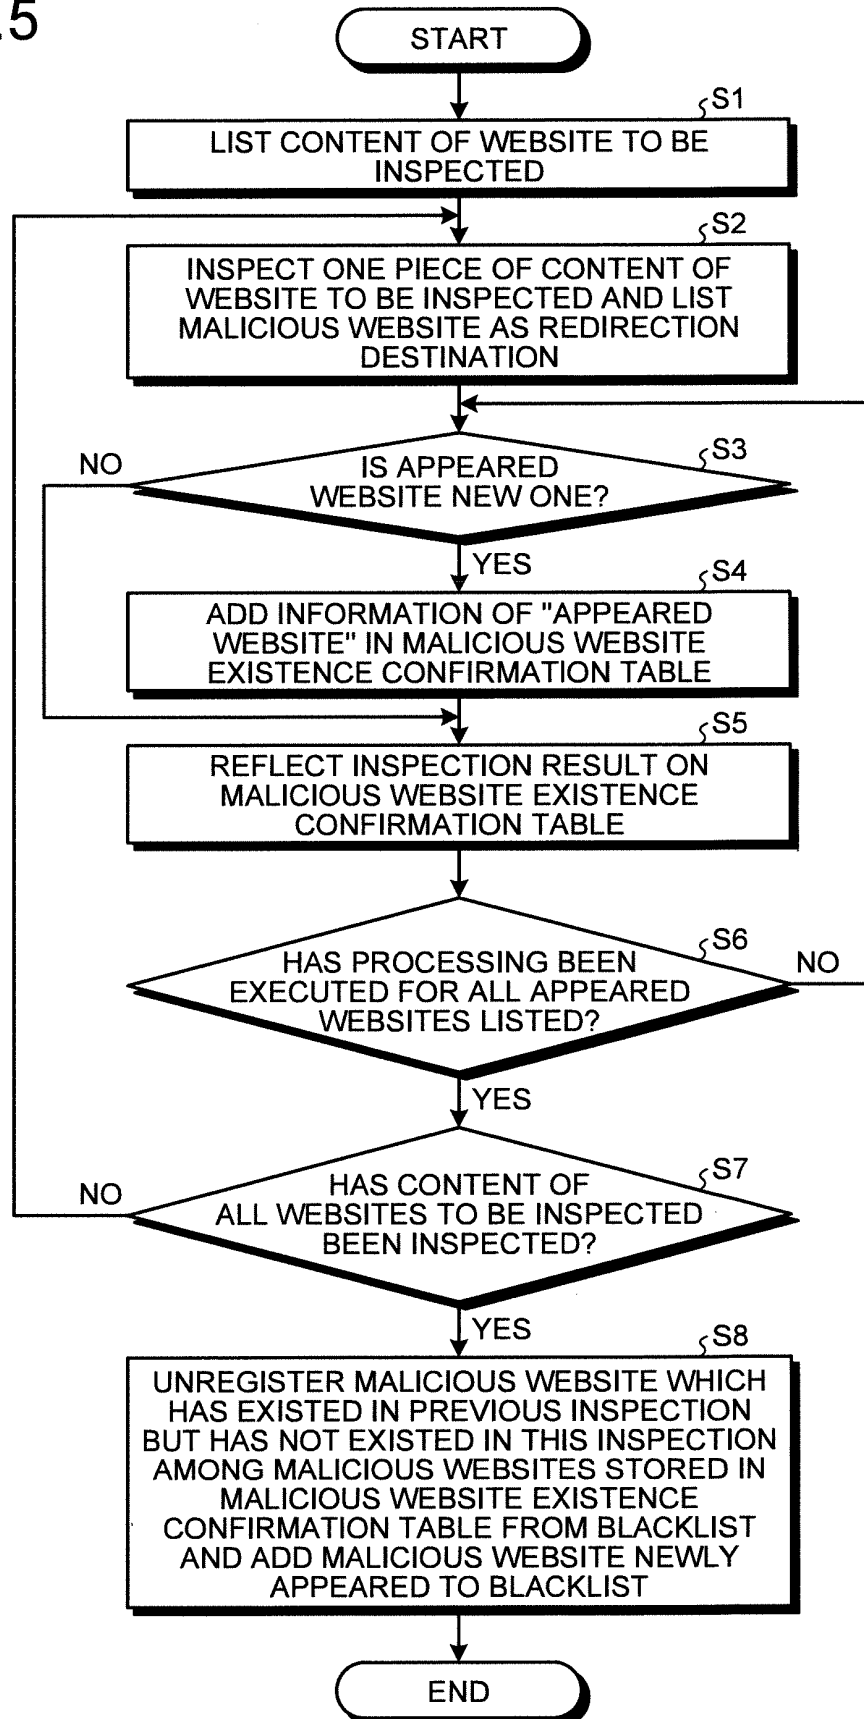 .5
START
S1
LIST CONTENT OF WEBSITE TO BE
INSPECTED
S2
INSPECT ONE PIECE OF CONTENT OF
WEBSITE TO BE INSPECTED AND LIST
MALICIOUS WEBSITE AS REDIRECTION
DESTINATION
S3
NO
IS APPEARED
WEBSITE NEW ONE?
YES
S4
ADD INFORMATION OF "APPEARED
WEBSITE" IN MALICIOUS WEBSITE
EXISTENCE CONFIRMATION TABLE
S5
REFLECT INSPECTION RESULT ON
MALICIOUS WEBSITE EXISTENCE
CONFIRMATION TABLE
S6
NO
HAS PROCESSING BEEN
EXECUTED FOR ALL APPEARED
WEBSITES LISTED?
YES
S7
NO
HAS CONTENT OF
ALL WEBSITES TO BE INSPECTED
BEEN INSPECTED?
YES
S8
UNREGISTER MALICIOUS WEBSITE WHICH
HAS EXISTED IN PREVIOUS INSPECTION
BUT HAS NOT EXISTED IN THIS INSPECTION
AMONG MALICIOUS WEBSITES STORED IN
MALICIOUS WEBSITE EXISTENCE
CONFIRMATION TABLE FROM BLACKLIST
AND ADD MALICIOUS WEBSITE NEWLY
APPEARED TO BLACKLIST
END